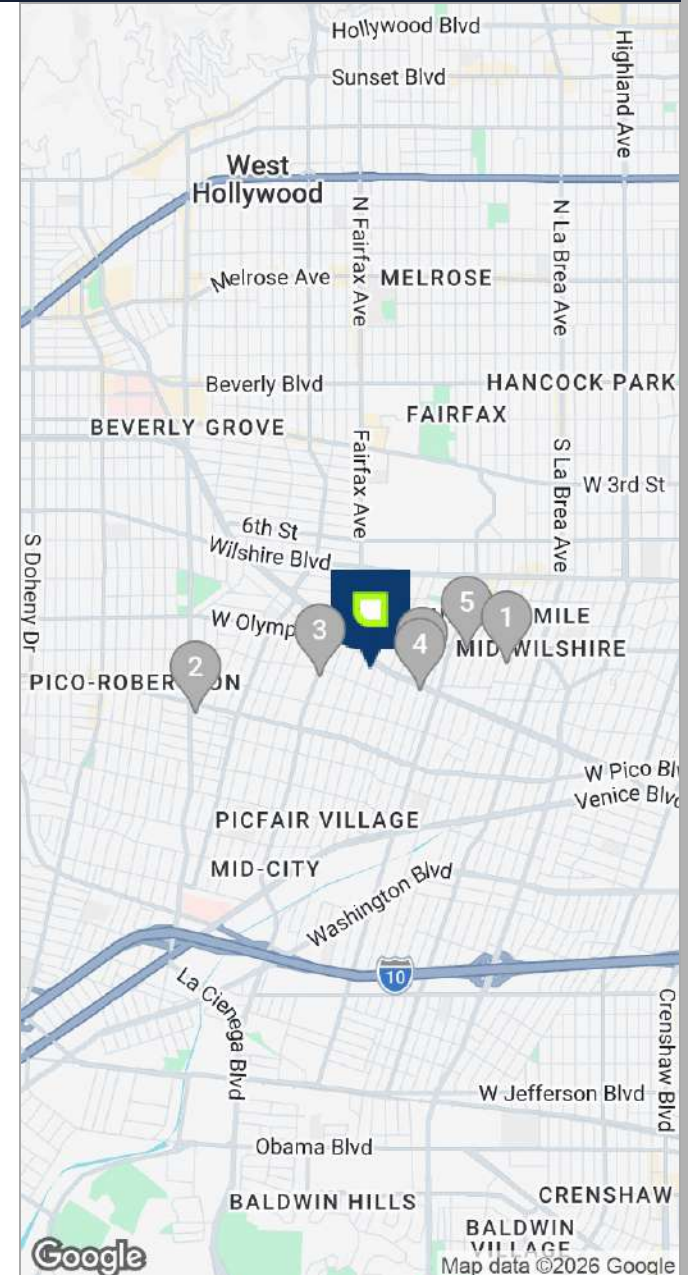 Hollywood Blvd
Sunset Blvd
Highland Ave
West
Hollywood
N Fairfax Ave
N La Brea Ave
Melrose Ave
MELROSE
Beverly Blvd
HANCOCK PARK
FAIRFAX
BEVERLY GROVE
Fairfax Ave
S La Brea Ave
W 3rd St
6th St
Wilshire Blvd
S Doheny Dr
W Olymp
5
1
MILE
3
4
MID-WILSHIRE
2
PICO-ROBER
ON
W Pico Bl
Venice Blv
PICFAIR VILLAGE
MID-CITY
Washington Blvd
10
La Cienega Blvd
Crenshaw Blvd
W Jefferson Blvd
Obama Blvd
BALDWIN HILLS
CRENSHAW
BALDWIN
VILLAGE
Google
Map data ©2026 Google